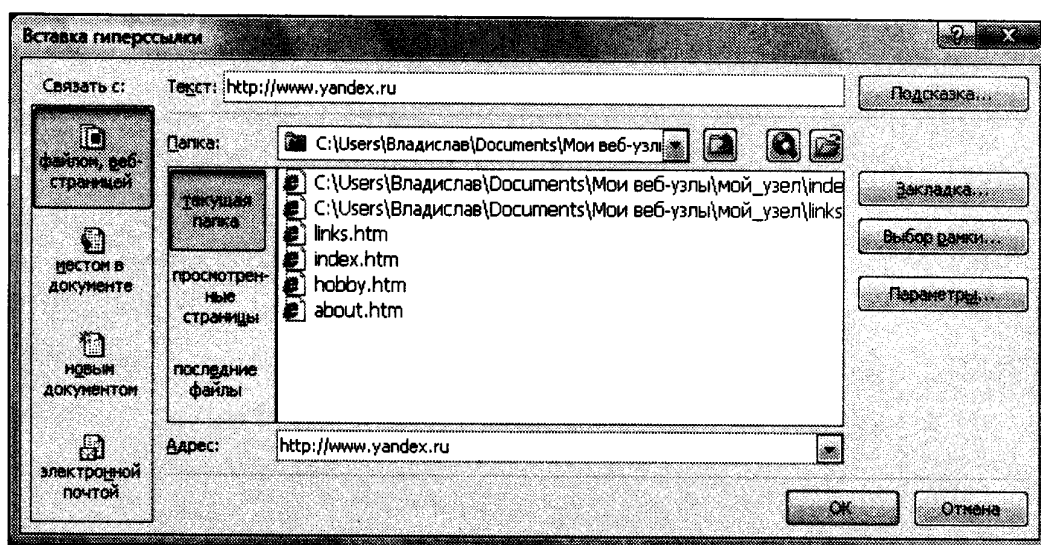 Вставка гиперссылки
Связать с:
Текст: http://www.yandex.ru
Подсказка...
файлом, веб-
страницей
Папка: C:\Users\Владислав\Documents\Мои веб-узлы
текущая
папка
C:\Users\Владислав\Documents\Мои веб-узлы\мой_узел\inde
C:\Users\Владислав\Documents\Мои веб-узлы\мой_узел\links
links.htm
index.htm
hobby.htm
about.htm
Закладка...
Выбор рамки...
Параметры...
местом в
документе
просмотрен-
ные
страницы
новым
документом
последние
файлы
Адрес: http://www.yandex.ru
электронной
почтой
ОК
Отмена